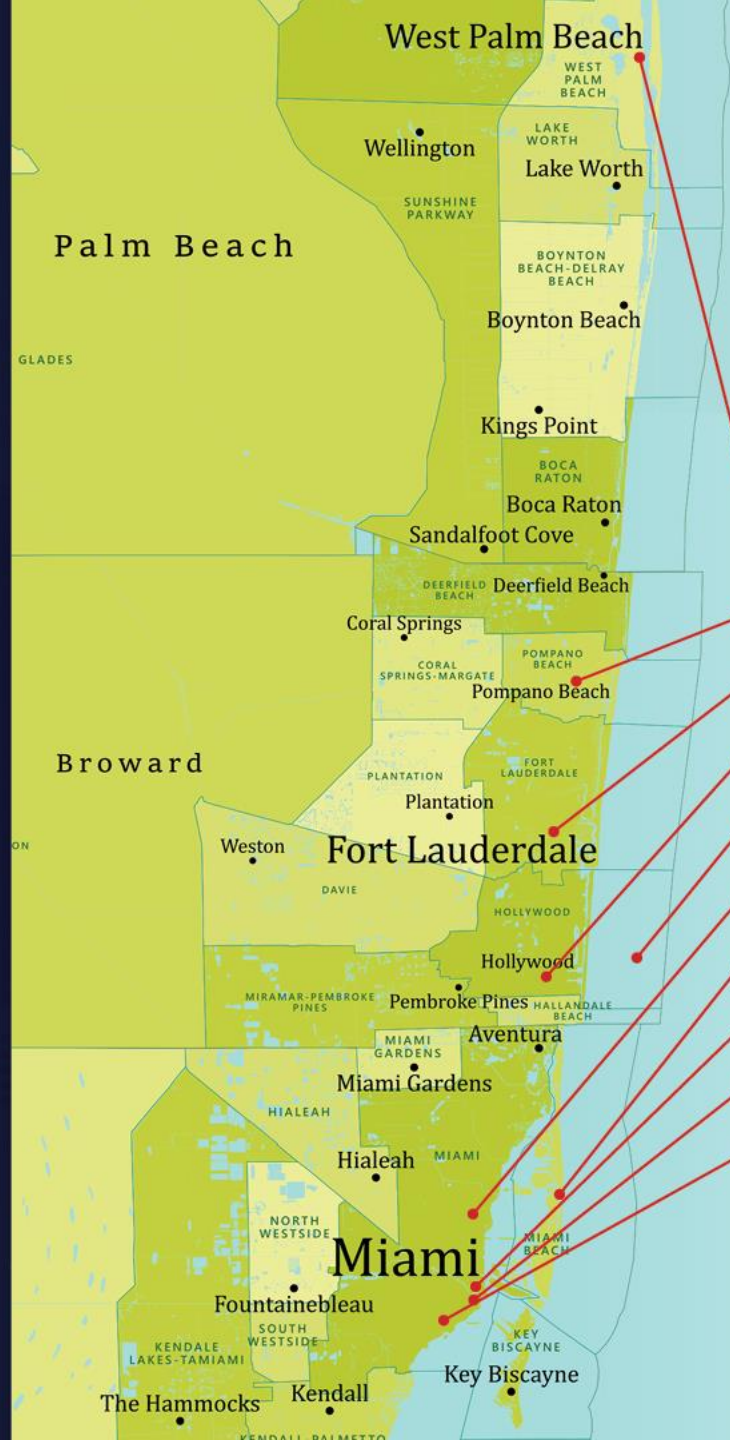 West Palm Beach
WEST
PALM
BEACH
LAKE
WORTH
Wellington
Lake Worth
SUNSHINE
PARKWAY
Palm Beach
BOYNTON
BEACH-DELRAY
BEACH
Boynton Beach
GLADES
Kings Point
BOCA
RATON
Boca Raton
Sandalfoot Cove
DEERFIELD
BEACH
Deerfield Beach
Coral Springs
POMPANO
BEACH
CORAL
SPRINGS-MARGATE
Pompano Beach
Broward
FORT
LAUDERDALE
PLANTATION
Plantation
ON
Weston
Fort Lauderdale
DAVIE
HOLLYWOOD
Hollywood
MIRAMAR-PEMBROKE
PINES
Pembroke Pines
HALLANDALE
BEACH
Aventura
MIAMI
GARDENS
Miami Gardens
HIALEAH
MIAMI
Hialeah
NORTH
WESTSIDE
MIAMI
BEACH
Miami
Fountainebleau
SOUTH
WESTSIDE
KEY
BISCAYNE
KENDALE
LAKES-TAMIAMI
Key Biscayne
Kendall
The Hammocks
KENDALL-PALMETTO